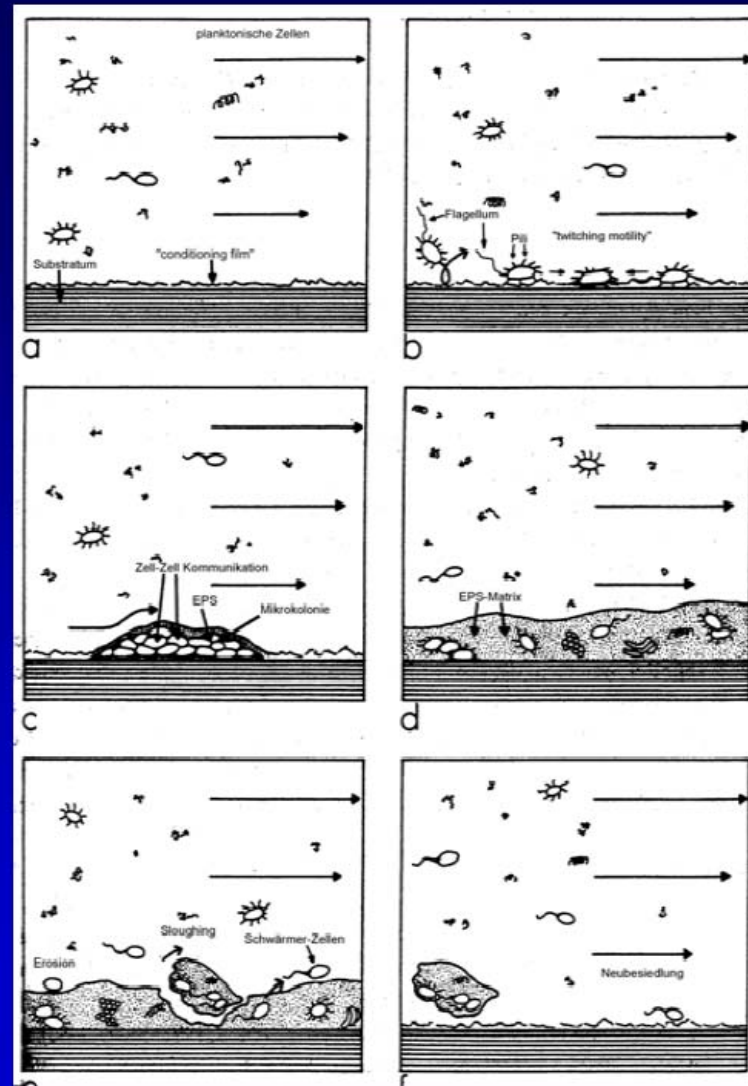 planktonische Zellen
"conditioning film"
Substratum
a
Flagellum
Pili
"twitching motility"
b
Zell-Zell Kommunikation
EPS
Mikrokolonie
c
EPS-Matrix
d
Sloughing
Schwärmer-Zellen
Erosion
e
Neubesiedlung
f